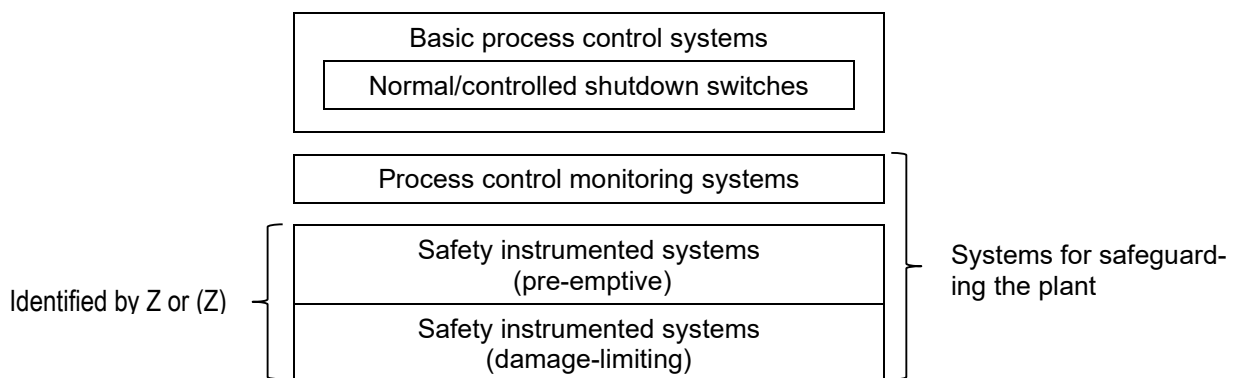 Basic process control systems
Normal/controlled shutdown switches
Process control monitoring systems
Safety instrumented systems
(pre-emptive)
Identified by Z or (Z)
Systems for safeguard-
ing the plant
Safety instrumented systems
(damage-limiting)